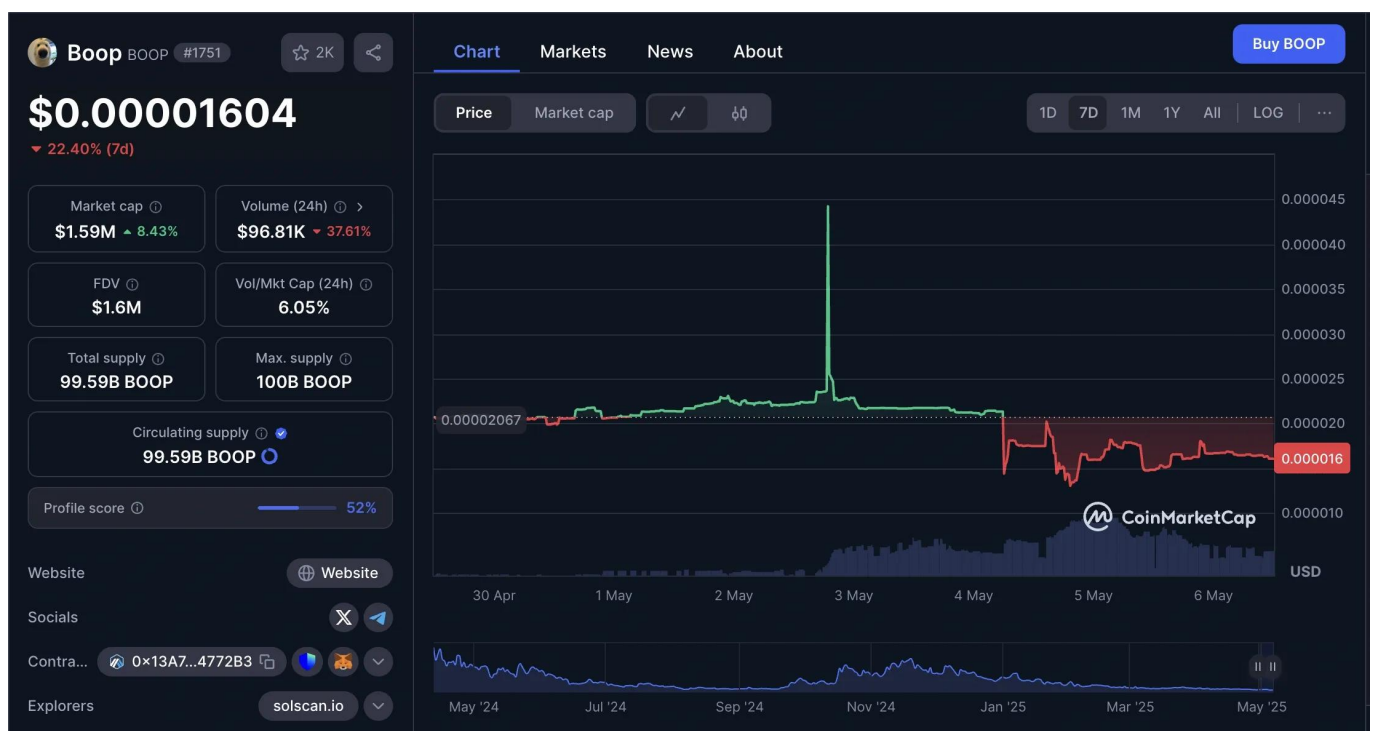 Boop BOOP #1751 2K
$0.00001604
22.40% (7d)
Market cap
$1.59M 8.43%
Volume (24h)
$96.81K 37.61%
FDV
$1.6M
Vol/Mkt Cap (24h)
6.05%
Total supply
99.59B BOOP
Max. supply
100B BOOP
Circulating supply
99.59B BOOP
Profile score 52%
Website Website
Socials
Contra... 0x13A7...4772B3
Explorers solscan.io
Chart Markets News About
Buy BOOP
Price Market cap
1D 7D 1M 1Y All LOG ...
0.000045
0.000040
0.000035
0.000030
0.000025
0.00002067
0.000020
0.000016
0.000010
CoinMarketCap
USD
30 Apr 1 May 2 May 3 May 4 May 5 May 6 May
May '24 Jul '24 Sep '24 Nov '24 Jan '25 Mar '25 May '25